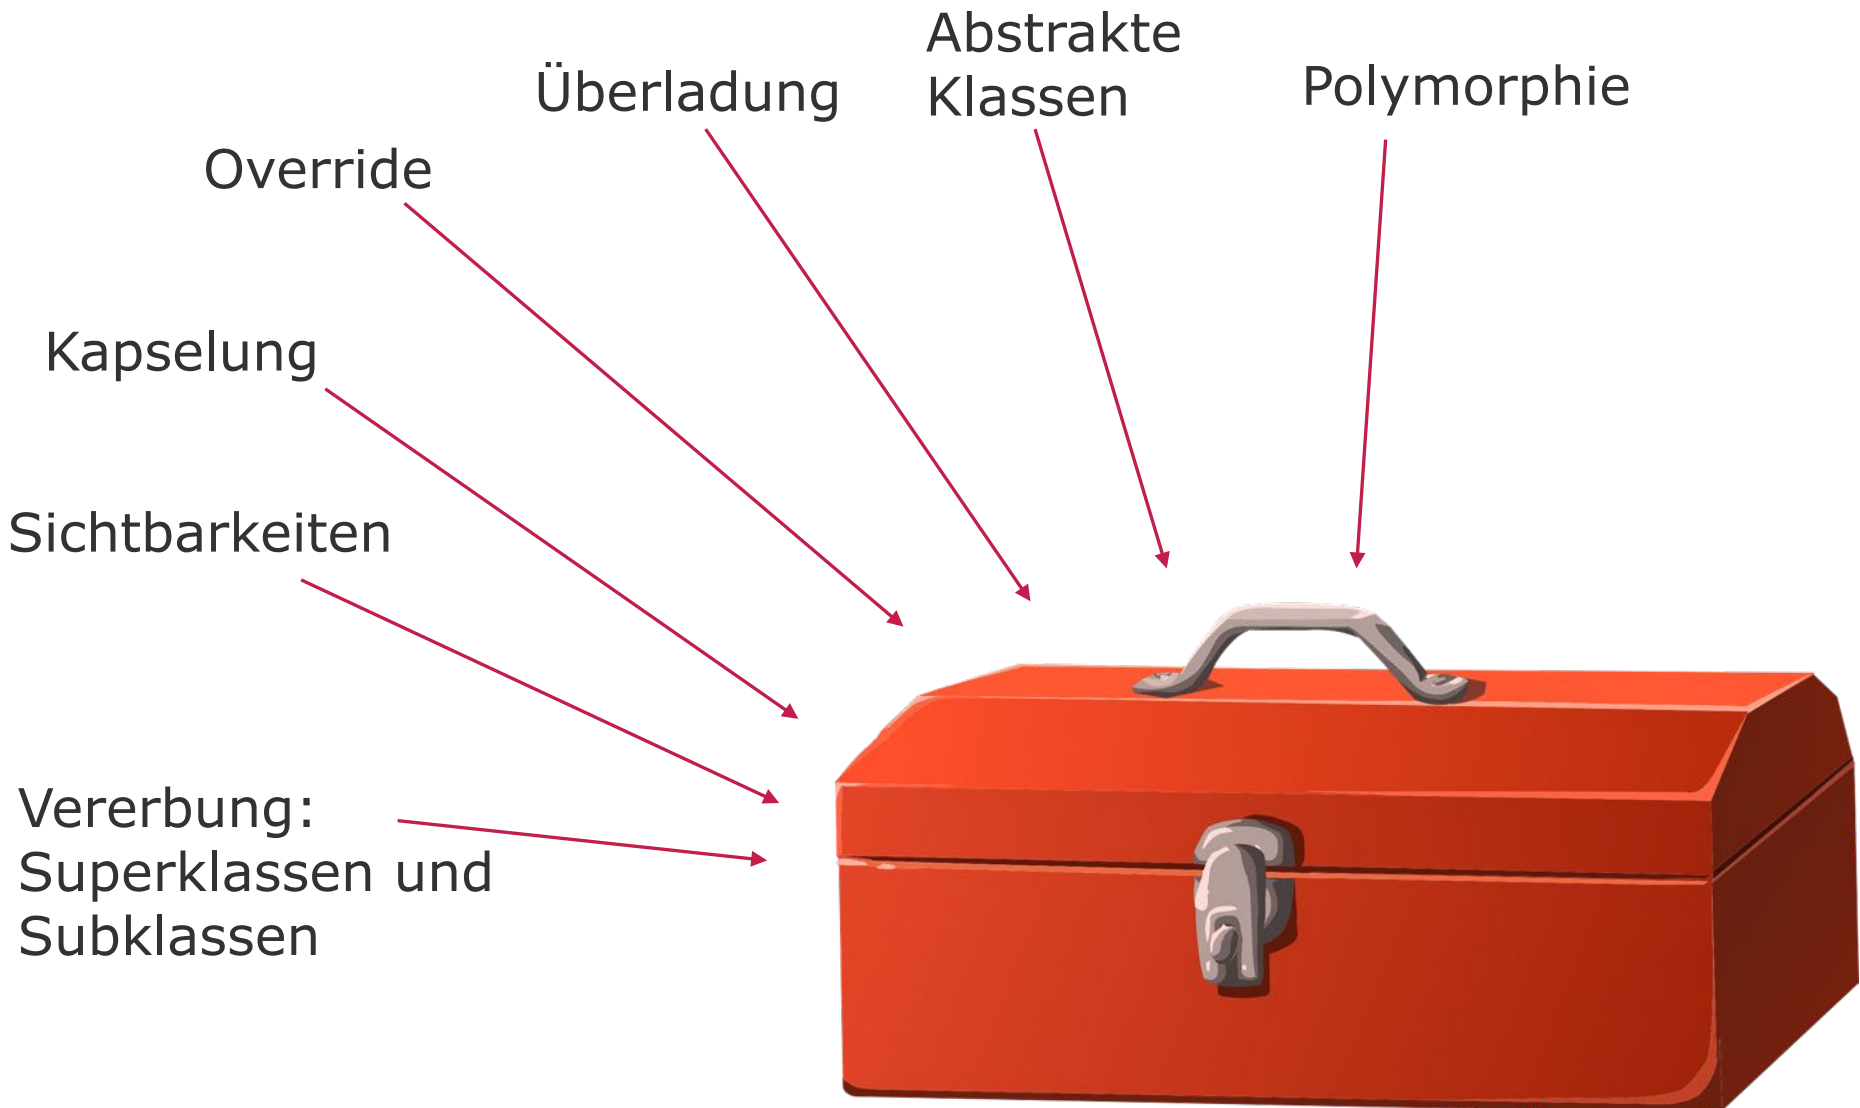 Abstrakte
Klassen
Überladung
Polymorphie
Override
Kapselung
Sichtbarkeiten
Vererbung:
Superklassen und
Subklassen